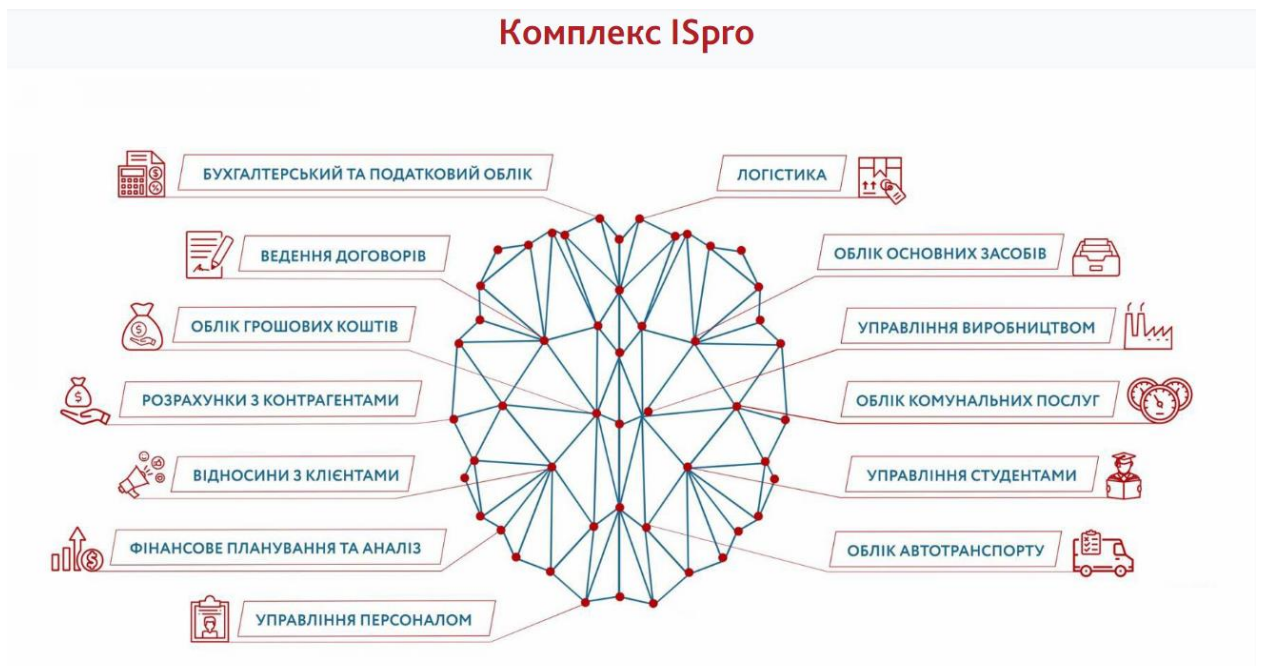 Комплекс ISpro
БУХГАЛТЕРСЬКИЙ ТА ПОДАТКОВИЙ ОБЛІК
ЛОГІСТИКА
ВЕДЕННЯ ДОГОВОРІВ
ОБЛІК ОСНОВНИХ ЗАСОБІВ
ОБЛІК ГРОШОВИХ КОШТІВ
УПРАВЛІННЯ ВИРОБНИЦТВОМ
РОЗРАХУНКИ З КОНТРАГЕНТАМИ
ОБЛІК КОМУНАЛЬНИХ ПОСЛУГ
ВІДНОСИНИ З КЛІЄНТАМИ
УПРАВЛІННЯ СТУДЕНТАМИ
ФІНАНСОВЕ ПЛАНУВАННЯ ТА АНАЛІЗ
ОБЛІК АВТОТРАНСПОРТУ
УПРАВЛІННЯ ПЕРСОНАЛОМ